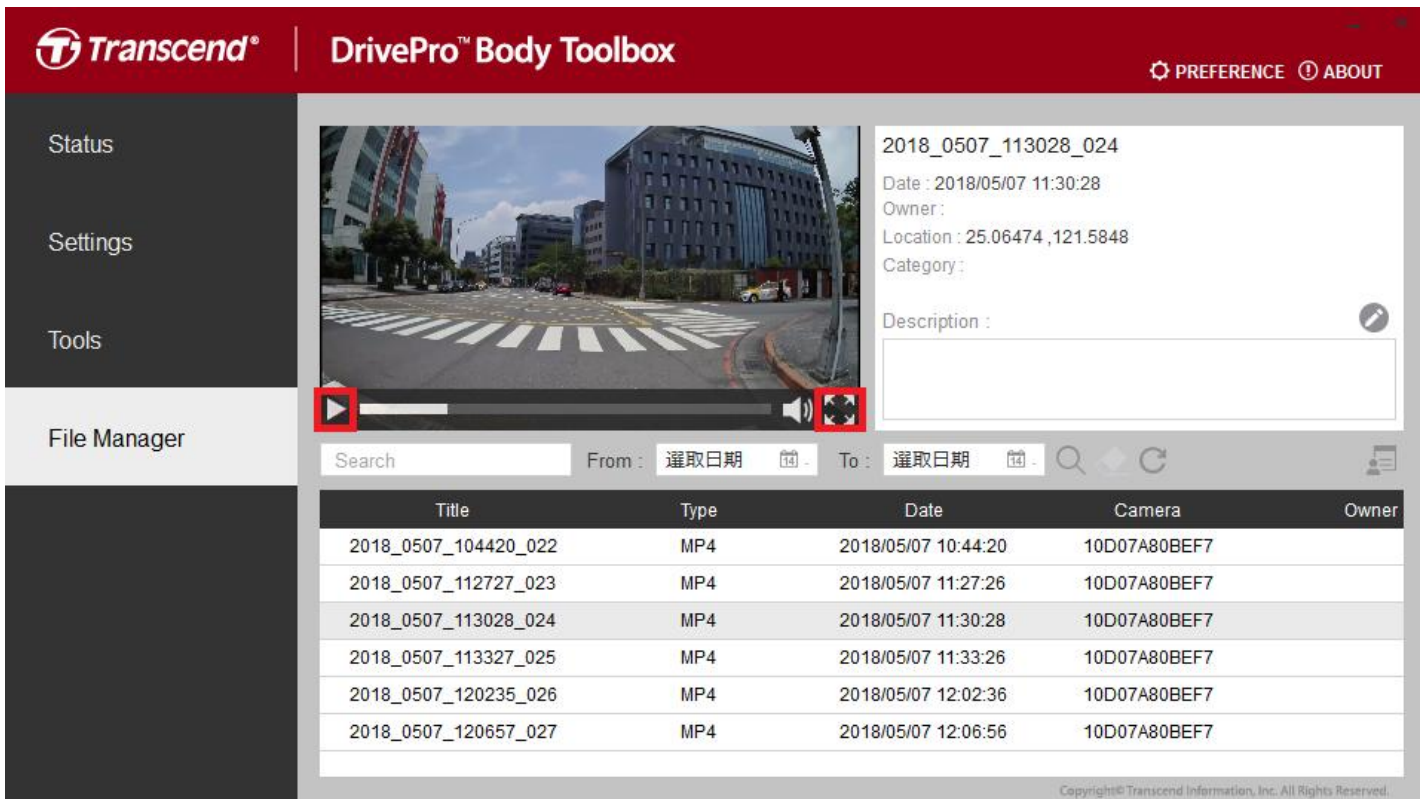 Transcend®
DrivePro™ Body Toolbox
PREFERENCE ABOUT
Status
Settings
Tools
File Manager
2018_0507_113028_024
Date : 2018/05/07 11:30:28
Owner :
Location : 25.06474 ,121.5848
Category :
Description :
Search From : 選取日期 14 To : 選取日期 14
Title Type Date Camera Owner
2018_0507_104420_022 MP4 2018/05/07 10:44:20 10D07A80BEF7
2018_0507_112727_023 MP4 2018/05/07 11:27:26 10D07A80BEF7
2018_0507_113028_024 MP4 2018/05/07 11:30:28 10D07A80BEF7
2018_0507_113327_025 MP4 2018/05/07 11:33:26 10D07A80BEF7
2018_0507_120235_026 MP4 2018/05/07 12:02:36 10D07A80BEF7
2018_0507_120657_027 MP4 2018/05/07 12:06:56 10D07A80BEF7
Copyright© Transcend Information, Inc. All Rights Reserved.